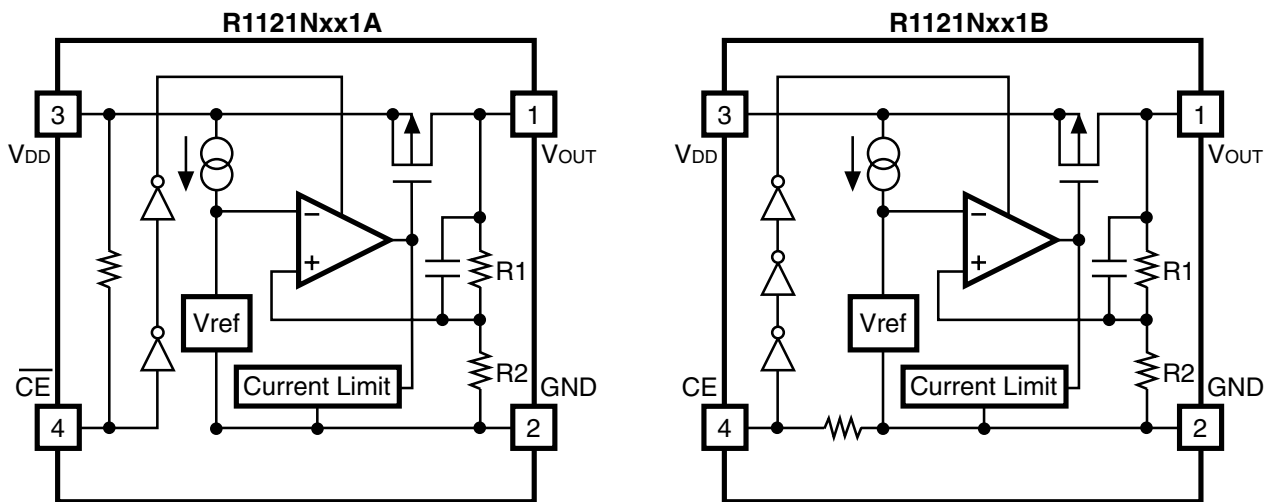 R1121Nxx1A
3
1
VDD
VOUT
−
+
R1
Vref
R2
Current Limit
C̅E̅
GND
4
2
R1121Nxx1B
3
1
VDD
VOUT
−
+
R1
Vref
R2
Current Limit
CE
GND
4
2